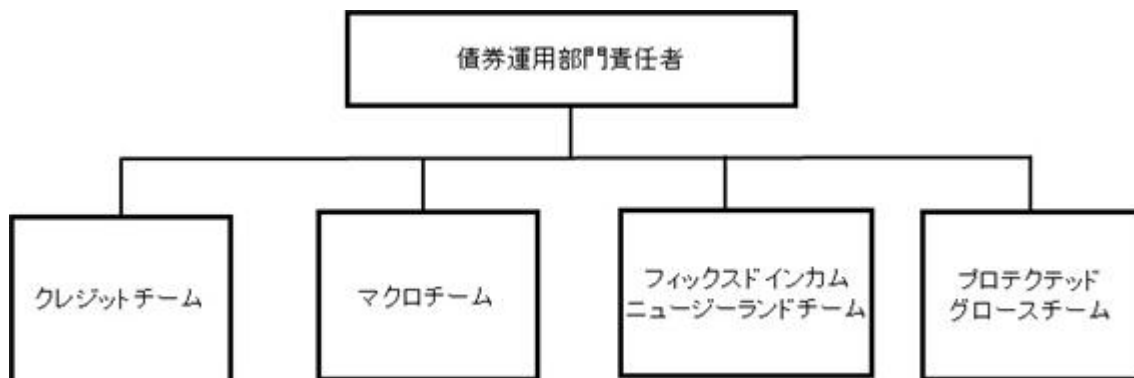 債券運用部門責任者
クレジットチーム
マクロチーム
フィックスドインカム
ニュージーランドチーム
プロテクテッド
グロースチーム